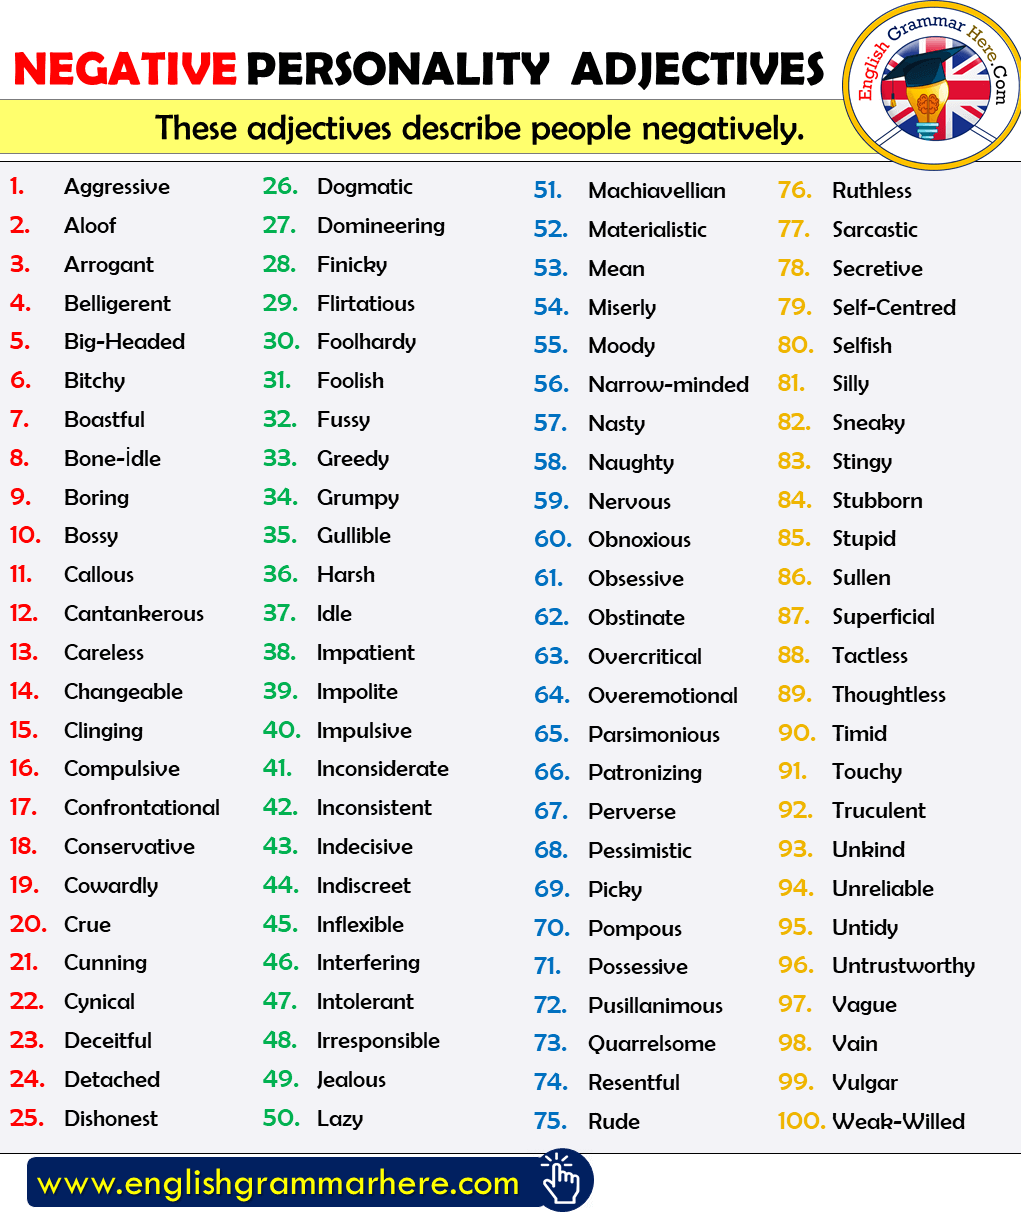 NEGATIVE PERSONALITY ADJECTIVES
English Grammar Here.Com
These adjectives describe people negatively.
1. Aggressive
2. Aloof
3. Arrogant
4. Belligerent
5. Big-Headed
6. Bitchy
7. Boastful
8. Bone-İdle
9. Boring
10. Bossy
11. Callous
12. Cantankerous
13. Careless
14. Changeable
15. Clinging
16. Compulsive
17. Confrontational
18. Conservative
19. Cowardly
20. Crue
21. Cunning
22. Cynical
23. Deceitful
24. Detached
25. Dishonest
26. Dogmatic
27. Domineering
28. Finicky
29. Flirtatious
30. Foolhardy
31. Foolish
32. Fussy
33. Greedy
34. Grumpy
35. Gullible
36. Harsh
37. Idle
38. Impatient
39. Impolite
40. Impulsive
41. Inconsiderate
42. Inconsistent
43. Indecisive
44. Indiscreet
45. Inflexible
46. Interfering
47. Intolerant
48. Irresponsible
49. Jealous
50. Lazy
51. Machiavellian
52. Materialistic
53. Mean
54. Miserly
55. Moody
56. Narrow-minded
57. Nasty
58. Naughty
59. Nervous
60. Obnoxious
61. Obsessive
62. Obstinate
63. Overcritical
64. Overemotional
65. Parsimonious
66. Patronizing
67. Perverse
68. Pessimistic
69. Picky
70. Pompous
71. Possessive
72. Pusillanimous
73. Quarrelsome
74. Resentful
75. Rude
76. Ruthless
77. Sarcastic
78. Secretive
79. Self-Centred
80. Selfish
81. Silly
82. Sneaky
83. Stingy
84. Stubborn
85. Stupid
86. Sullen
87. Superficial
88. Tactless
89. Thoughtless
90. Timid
91. Touchy
92. Truculent
93. Unkind
94. Unreliable
95. Untidy
96. Untrustworthy
97. Vague
98. Vain
99. Vulgar
100. Weak-Willed
www.englishgrammarhere.com